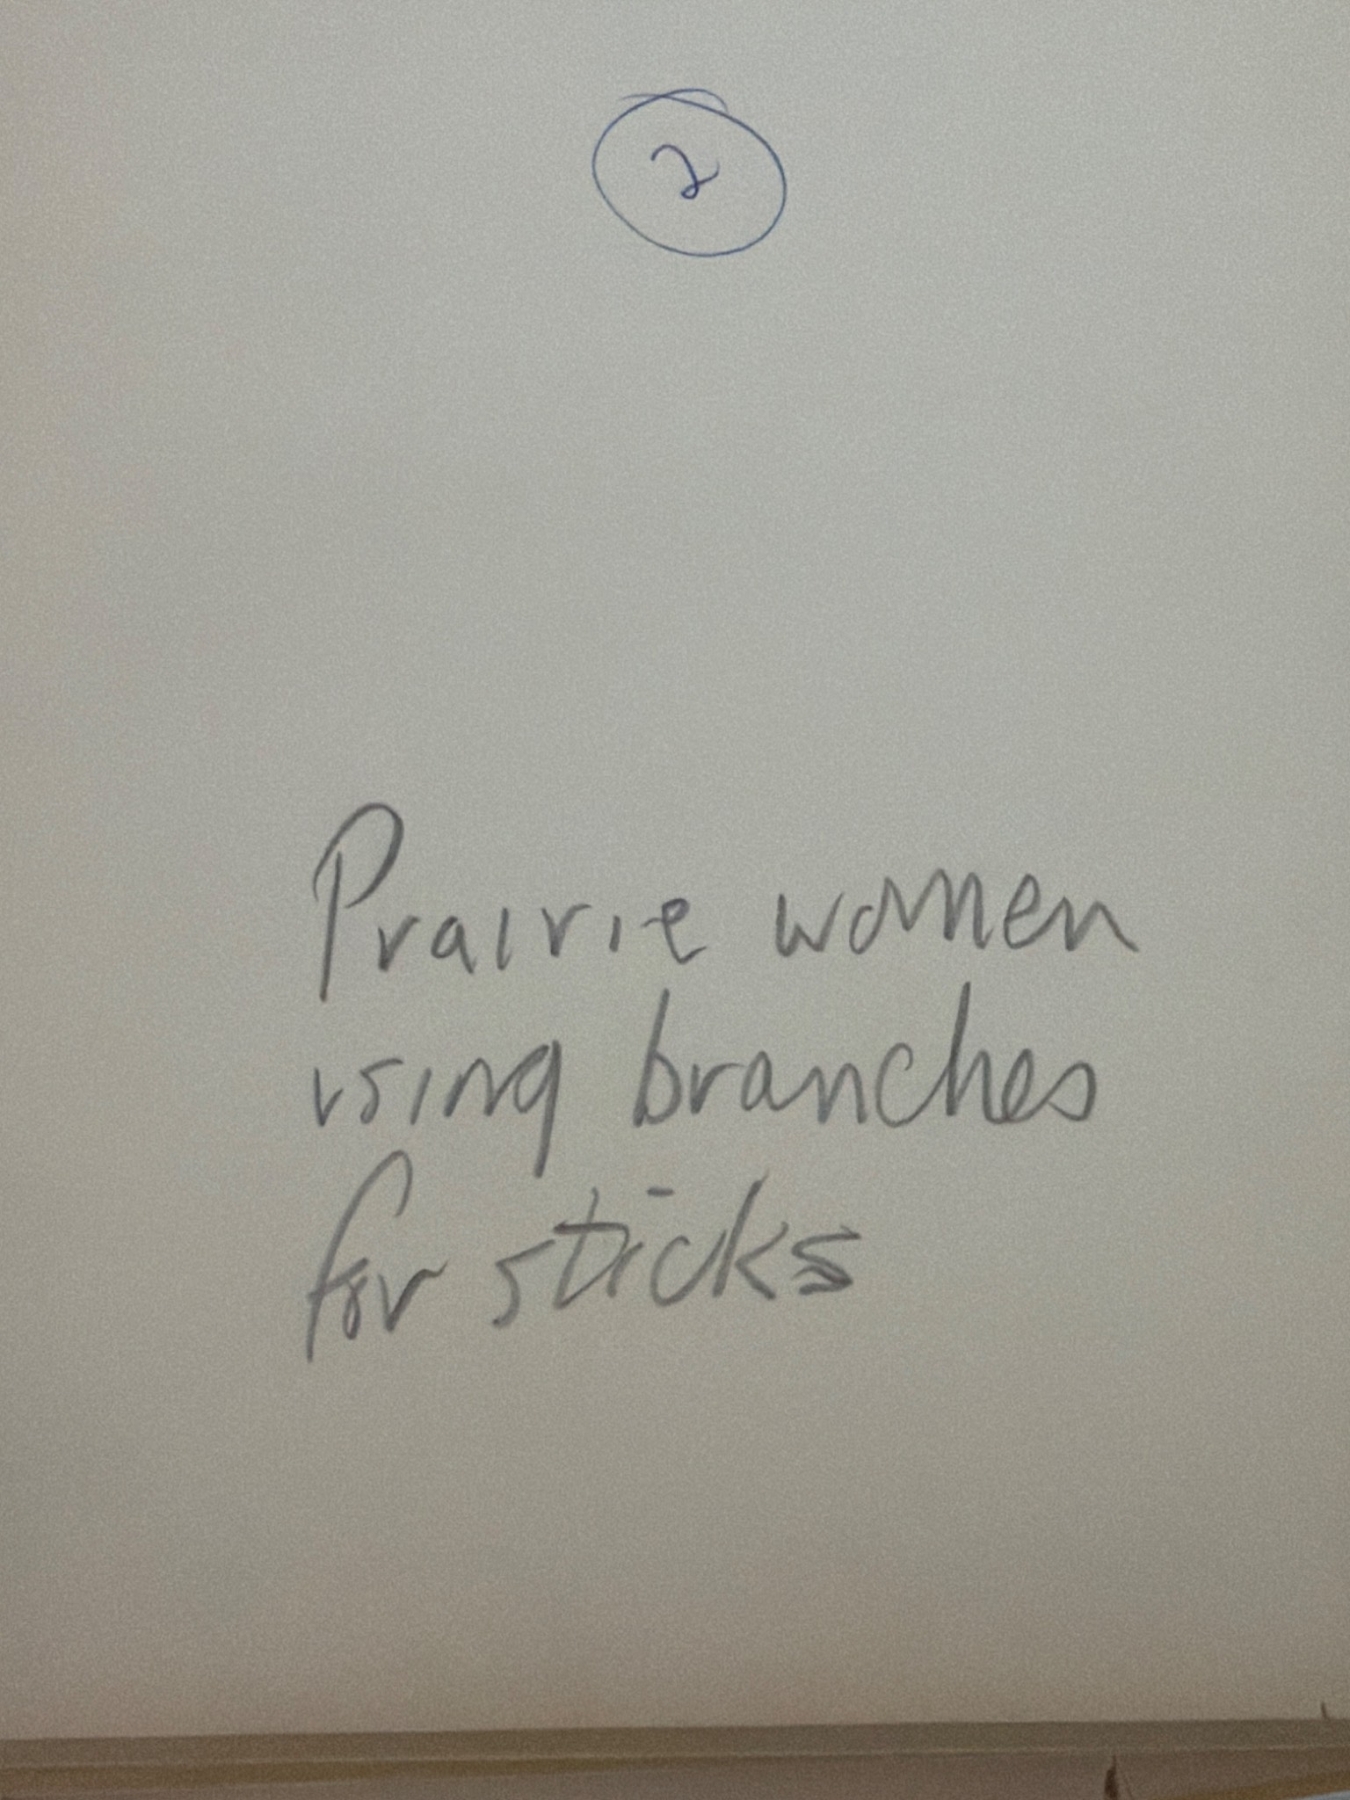 2
Prairie women
using branches
for sticks